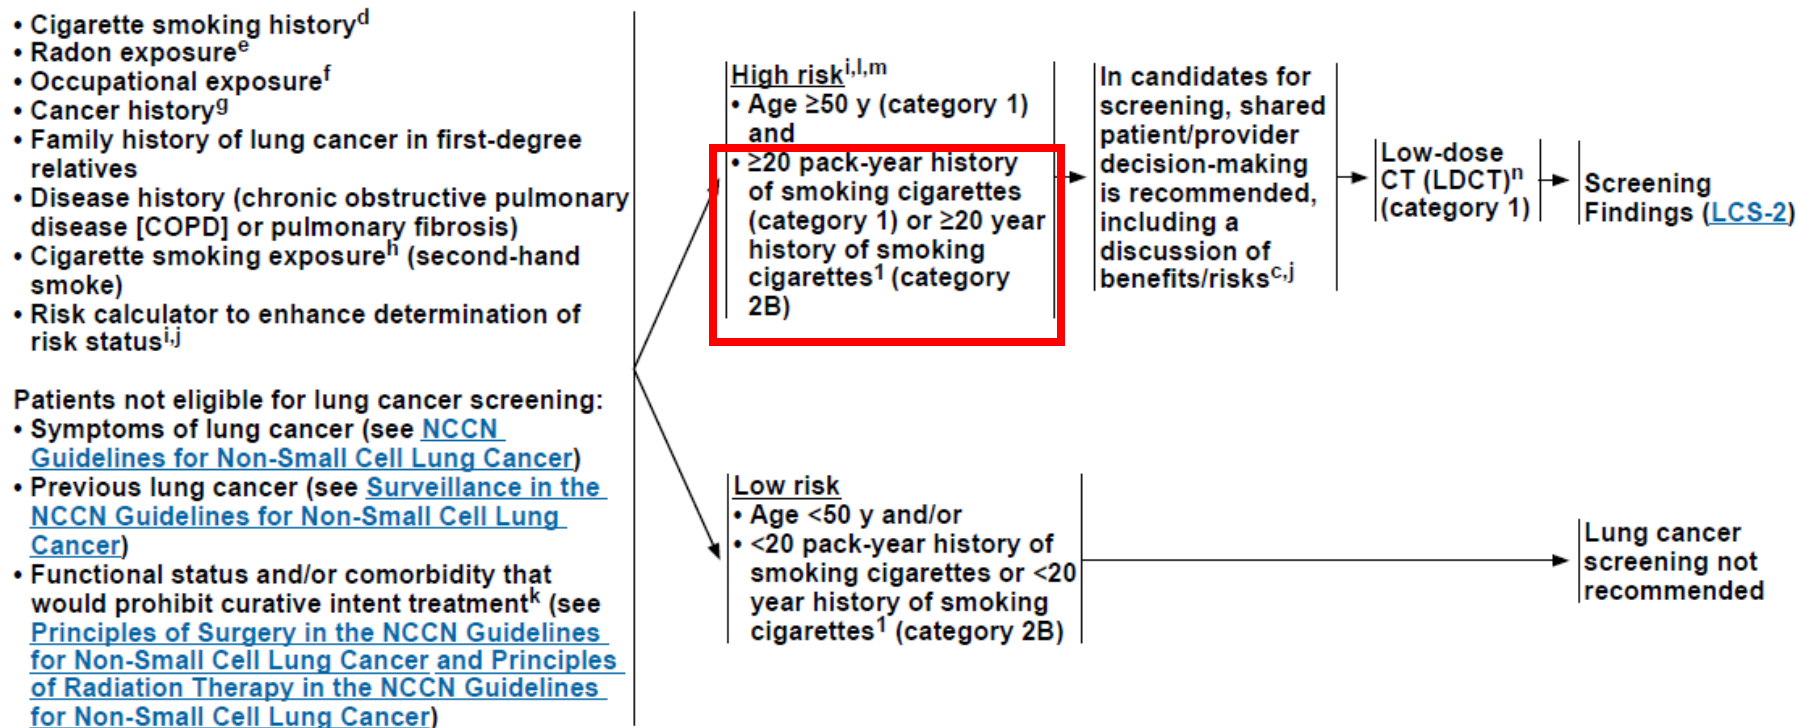 • Cigarette smoking historyd
• Radon exposuree
• Occupational exposuref
• Cancer historyg
• Family history of lung cancer in first-degree
relatives
• Disease history (chronic obstructive pulmonary
disease [COPD] or pulmonary fibrosis)
• Cigarette smoking exposureh (second-hand
smoke)
• Risk calculator to enhance determination of
risk statusi,j
Patients not eligible for lung cancer screening:
• Symptoms of lung cancer (see NCCN
Guidelines for Non-Small Cell Lung Cancer)
• Previous lung cancer (see Surveillance in the
NCCN Guidelines for Non-Small Cell Lung
Cancer)
• Functional status and/or comorbidity that
would prohibit curative intent treatmentk (see
Principles of Surgery in the NCCN Guidelines
for Non-Small Cell Lung Cancer and Principles
of Radiation Therapy in the NCCN Guidelines
for Non-Small Cell Lung Cancer)
High riski,l,m
• Age ≥50 y (category 1)
and
• ≥20 pack-year history
of smoking cigarettes
(category 1) or ≥20 year
history of smoking
cigarettes1 (category
2B)
In candidates for
screening, shared
patient/provider
decision-making
is recommended,
including a
discussion of
benefits/risksc,j
Low-dose
CT (LDCT)n
(category 1)
Screening
Findings (LCS-2)
Low risk
• Age <50 y and/or
• <20 pack-year history of
smoking cigarettes or <20
year history of smoking
cigarettes1 (category 2B)
Lung cancer
screening not
recommended